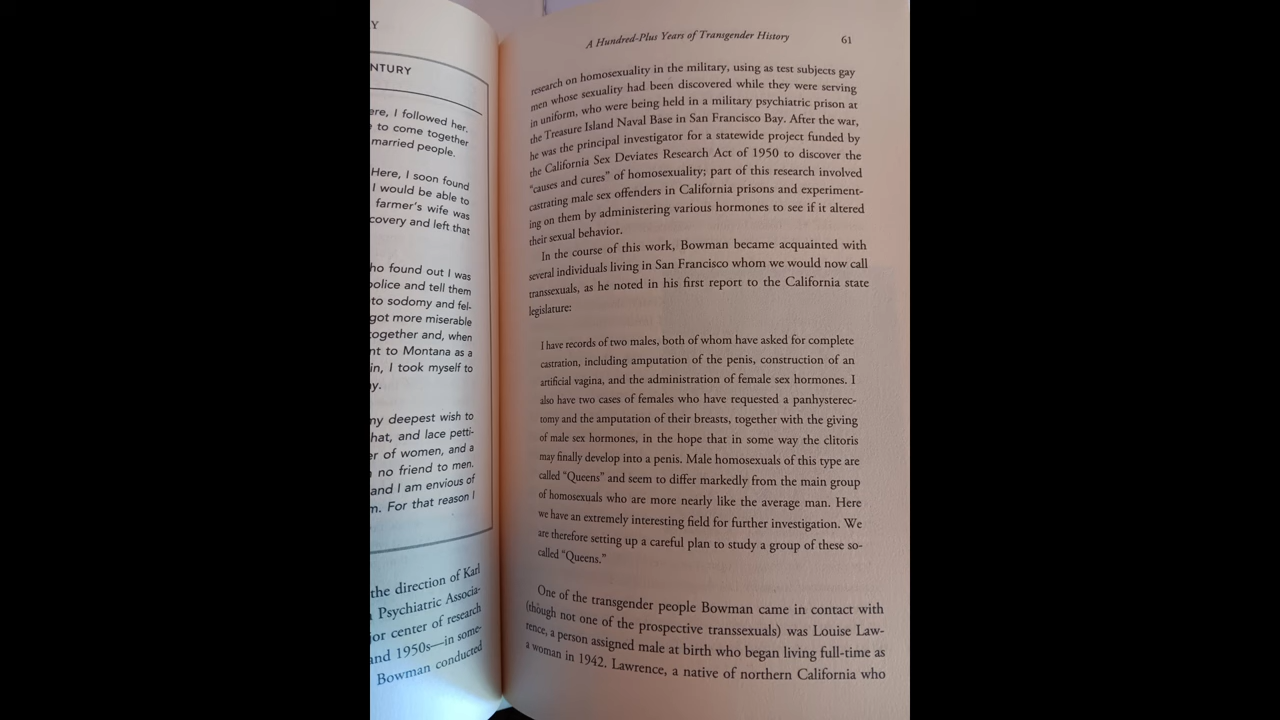 Y
NTURY
ere, I followed her.
e to come together
married people.
Here, I soon found
I would be able to
farmer's wife was
covery and left that
ho found out I was
police and tell them
to sodomy and fel-
got more miserable
together and, when
nt to Montana as a
in, I took myself to
y.
my deepest wish to
hat, and lace petti-
er of women, and a
no friend to men.
and I am envious of
m. For that reason I
the direction of Karl
Psychiatric Associa-
jor center of research
and 1950s—in some-
Bowman conducted
A Hundred-Plus Years of Transgender History 61
research on homosexuality in the military, using as test subjects gay
men whose sexuality had been discovered while they were serving
in uniform, who were being held in a military psychiatric prison at
the Treasure Island Naval Base in San Francisco Bay. After the war,
he was the principal investigator for a statewide project funded by
the California Sex Deviates Research Act of 1950 to discover the
"causes and cures" of homosexuality; part of this research involved
castrating male sex offenders in California prisons and experiment-
ing on them by administering various hormones to see if it altered
their sexual behavior.
In the course of this work, Bowman became acquainted with
several individuals living in San Francisco whom we would now call
transsexuals, as he noted in his first report to the California state
legislature:
I have records of two males, both of whom have asked for complete
castration, including amputation of the penis, construction of an
artificial vagina, and the administration of female sex hormones. I
also have two cases of females who have requested a panhysterec-
tomy and the amputation of their breasts, together with the giving
of male sex hormones, in the hope that in some way the clitoris
may finally develop into a penis. Male homosexuals of this type are
called "Queens" and seem to differ markedly from the main group
of homosexuals who are more nearly like the average man. Here
we have an extremely interesting field for further investigation. We
are therefore setting up a careful plan to study a group of these so-
called "Queens."
One of the transgender people Bowman came in contact with
(though not one of the prospective transsexuals) was Louise Law-
rence, a person assigned male at birth who began living full-time as
a woman in 1942. Lawrence, a native of northern California who